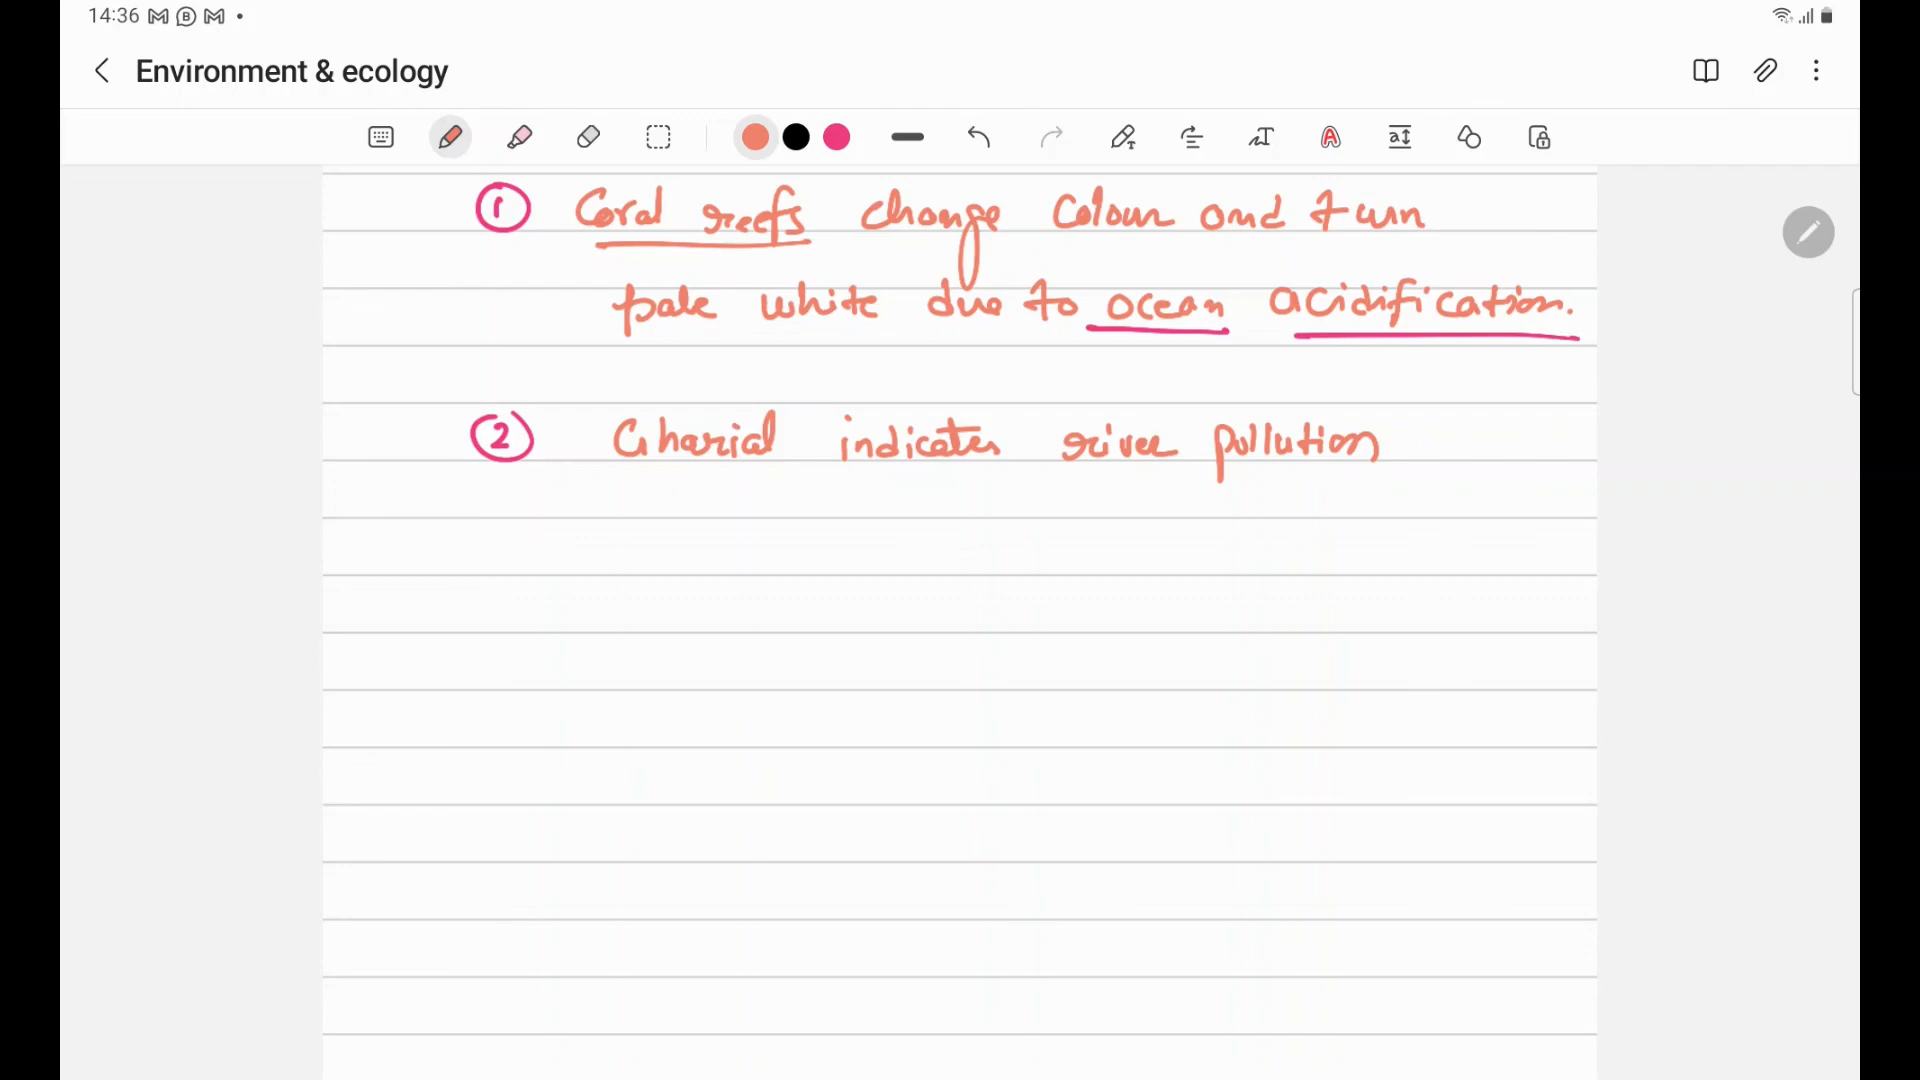 14:36
Environment & ecology
① Coral reefs change colour and turn
pale white due to ocean acidification.
② Gharial indicates river pollution